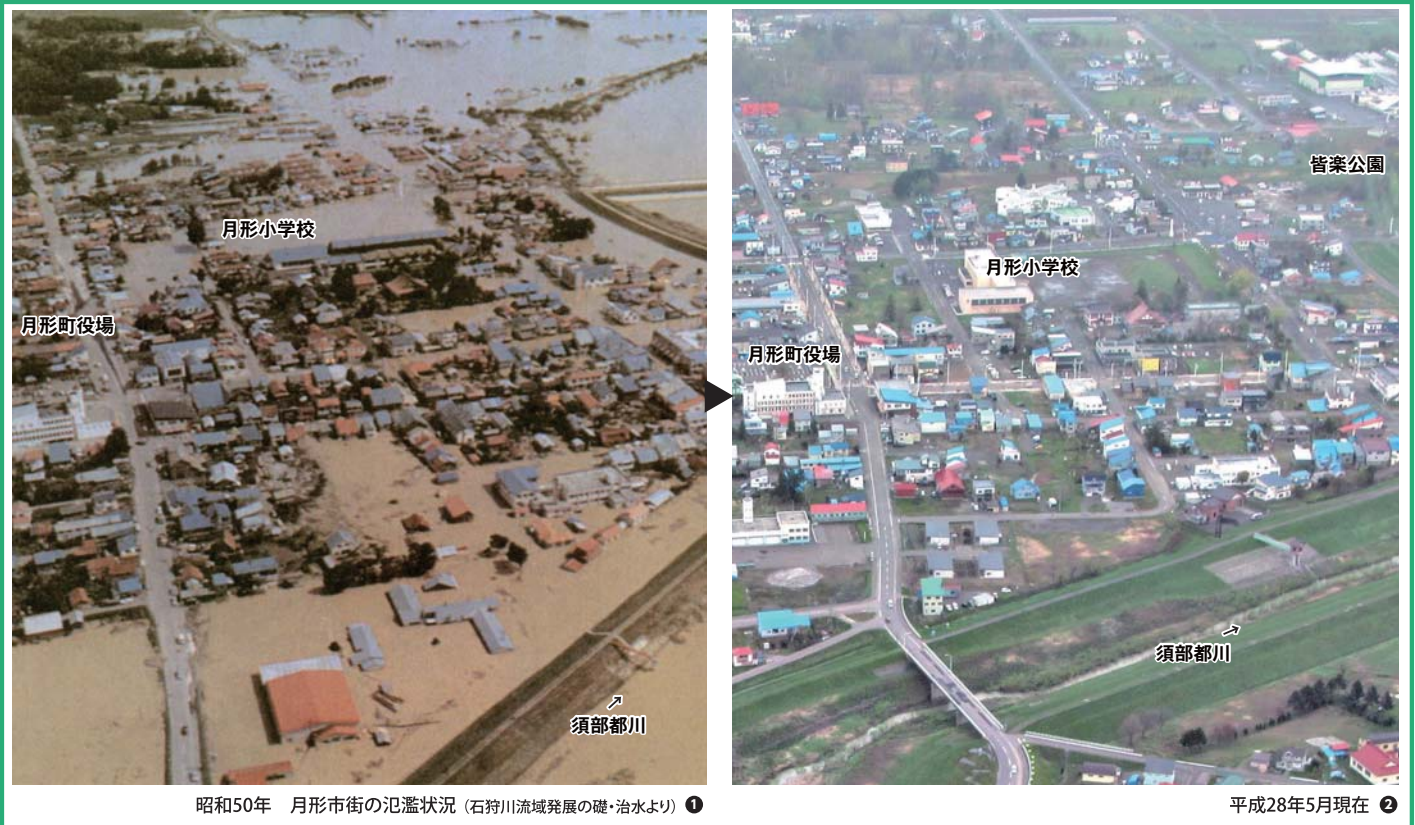 月形小学校
月形町役場
↗
須部都川
皆楽公園
月形小学校
月形町役場
↗
須部都川
昭和50年　月形市街の氾濫状況（石狩川流域発展の礎・治水より）❶
平成28年5月現在 ❷